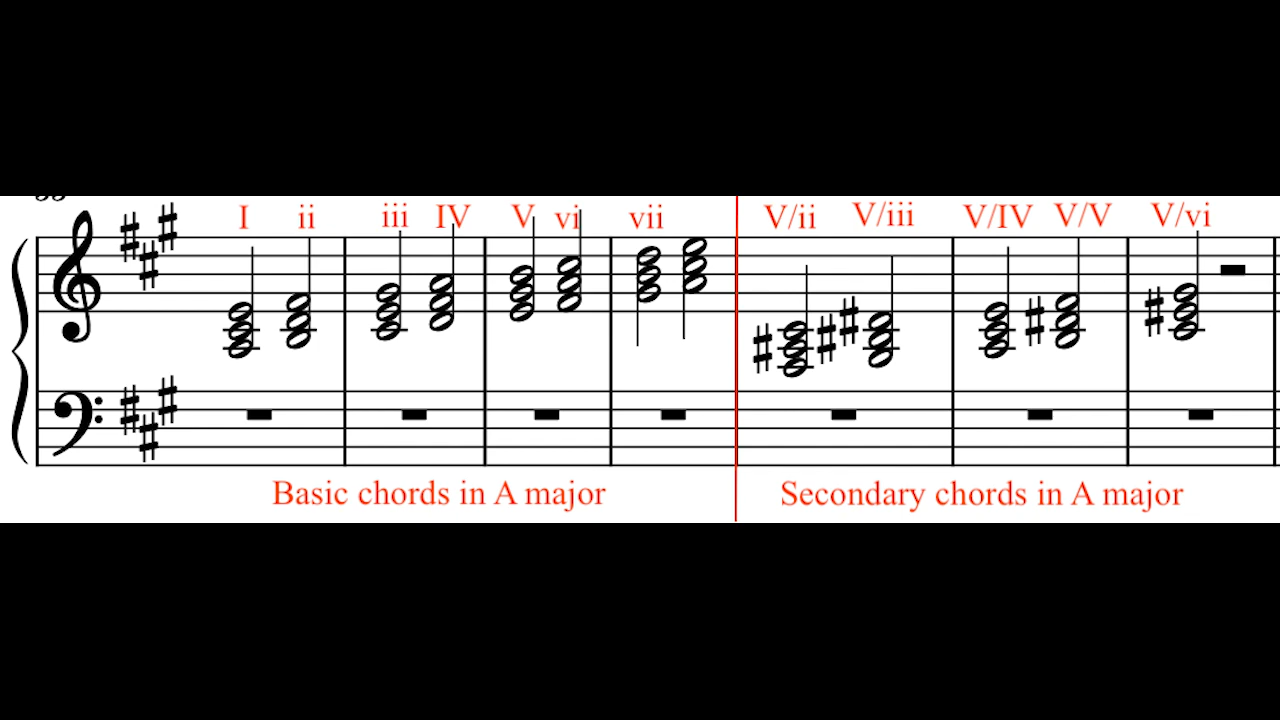 I ii iii IV V vi vii V/ii V/iii V/IV V/V V/vi
Basic chords in A major Secondary chords in A major